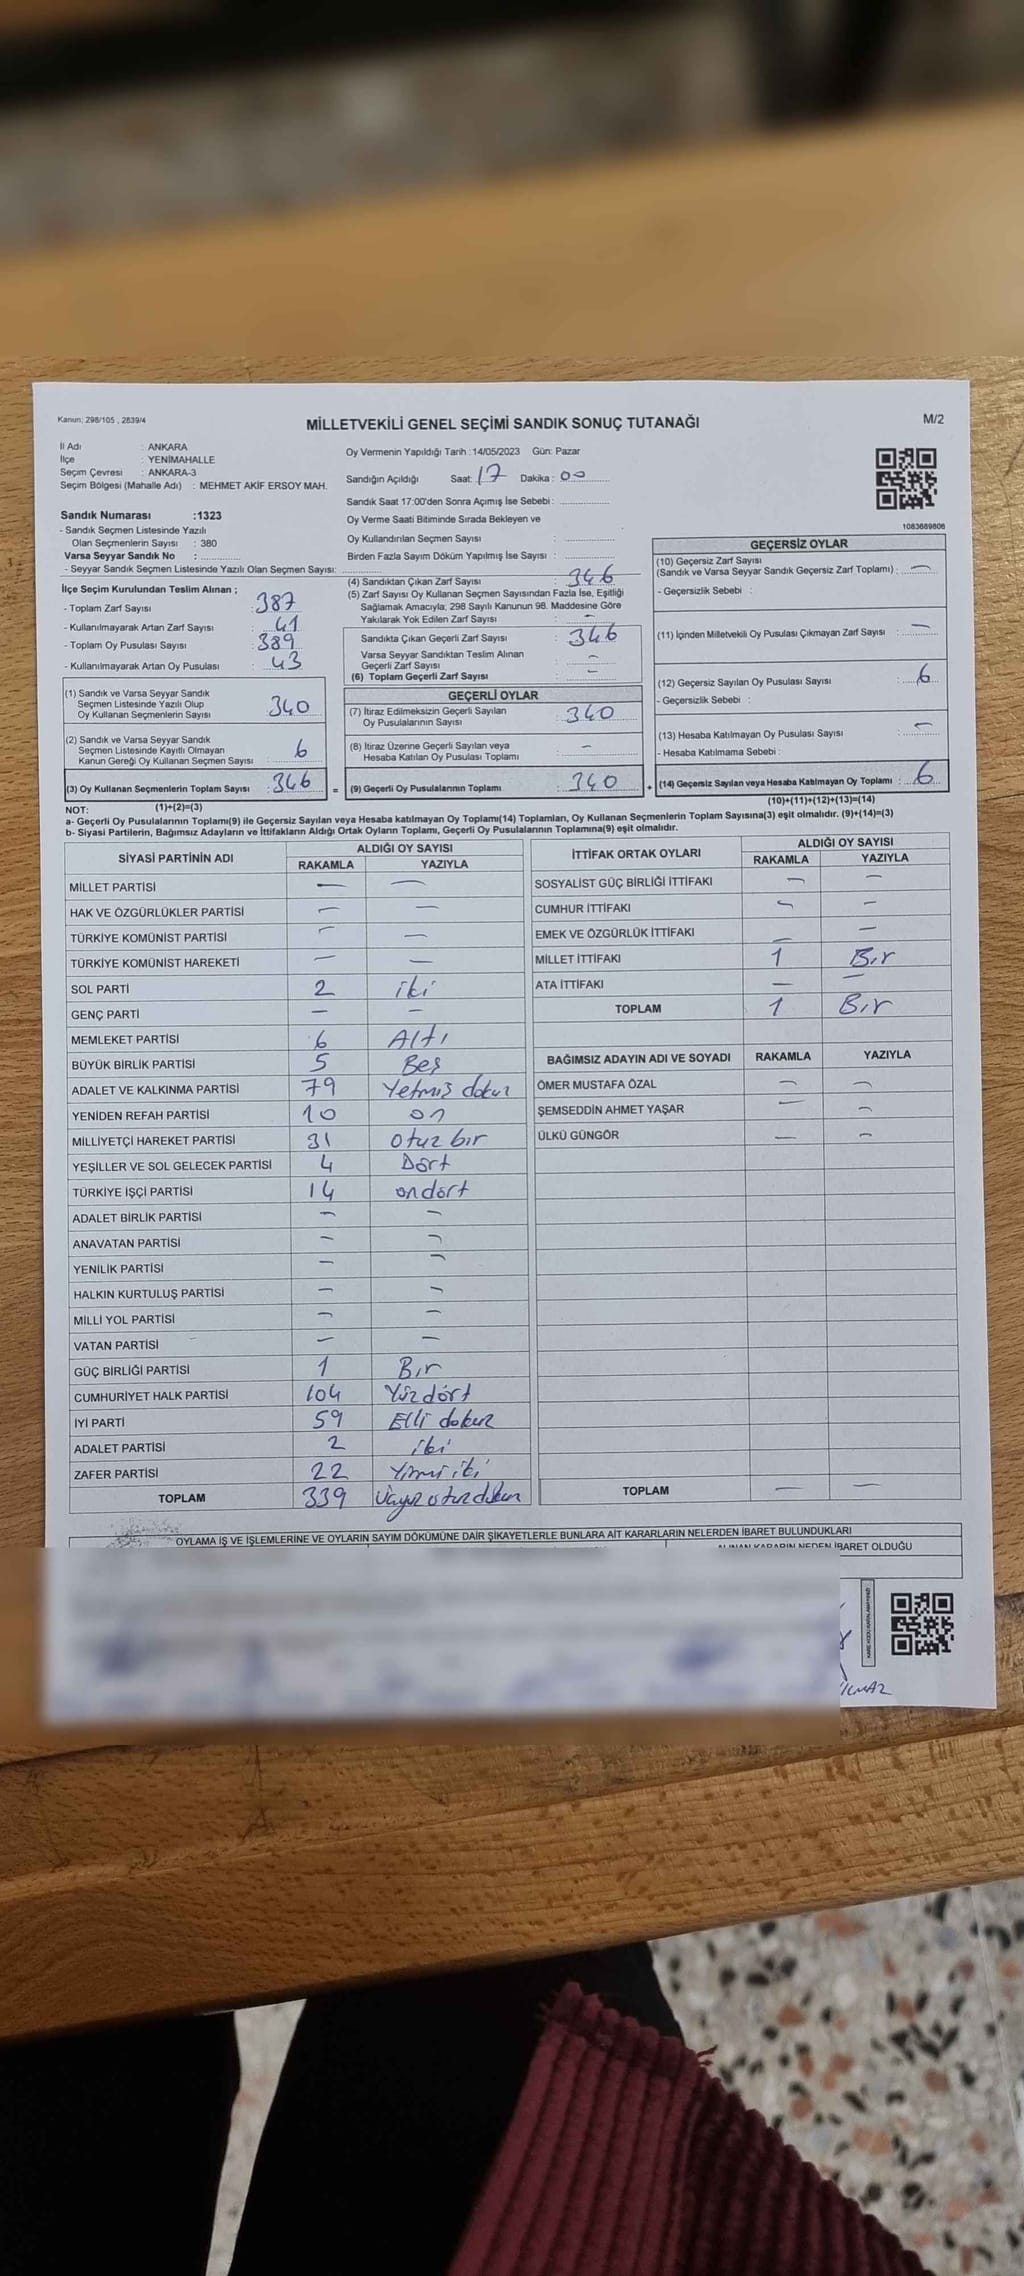 Kanun: 298/105 , 2839/4
MİLLETVEKİLİ GENEL SEÇİMİ SANDIK SONUÇ TUTANAĞI
M/2
İl Adı : ANKARA
İlçe : YENİMAHALLE
Seçim Çevresi : ANKARA-3
Seçim Bölgesi (Mahalle Adı) : MEHMET AKİF ERSOY MAH.
Sandık Numarası :1323
- Sandık Seçmen Listesinde Yazılı
Olan Seçmenlerin Sayısı : 380
Varsa Seyyar Sandık No :
- Seyyar Sandık Seçmen Listesinde Yazılı Olan Seçmen Sayısı:
İlçe Seçim Kurulundan Teslim Alınan ;
- Toplam Zarf Sayısı : 387
- Kullanılmayarak Artan Zarf Sayısı : 41
- Toplam Oy Pusulası Sayısı : 389
- Kullanılmayarak Artan Oy Pusulası : 43
(1) Sandık ve Varsa Seyyar Sandık
Seçmen Listesinde Yazılı Olup
Oy Kullanan Seçmenlerin Sayısı : 340
(2) Sandık ve Varsa Seyyar Sandık
Seçmen Listesinde Kayıtlı Olmayan
Kanun Gereği Oy Kullanan Seçmen Sayısı : 6
(3) Oy Kullanan Seçmenlerin Toplam Sayısı : 346 =
Oy Vermenin Yapıldığı Tarih :14/05/2023 Gün: Pazar
Sandığın Açıldığı Saat: 17 Dakika : 00
Sandık Saat 17:00'den Sonra Açımış İse Sebebi :
Oy Verme Saati Bitiminde Sırada Bekleyen ve
Oy Kullandırılan Seçmen Sayısı :
Birden Fazla Sayım Döküm Yapılmış İse Sayısı :
(4) Sandıktan Çıkan Zarf Sayısı : 346
(5) Zarf Sayısı Oy Kullanan Seçmen Sayısından Fazla İse, Eşitliği
Sağlamak Amacıyla; 298 Sayılı Kanunun 98. Maddesine Göre
Yakılarak Yok Edilen Zarf Sayısı : -
Sandıkta Çıkan Geçerli Zarf Sayısı : 346
Varsa Seyyar Sandıktan Teslim Alınan
Geçerli Zarf Sayısı : -
(6) Toplam Geçerli Zarf Sayısı : -
GEÇERLİ OYLAR
(7) İtiraz Edilmeksizin Geçerli Sayılan
Oy Pusulalarının Sayısı : 340
(8) İtiraz Üzerine Geçerli Sayılan veya
Hesaba Katılan Oy Pusulası Toplamı : -
(9) Geçerli Oy Pusulalarının Toplamı : 340 +
1083689806
GEÇERSİZ OYLAR
(10) Geçersiz Zarf Sayısı
(Sandık ve Varsa Seyyar Sandık Geçersiz Zarf Toplamı) : -
- Geçersizlik Sebebi :
(11) İçinden Milletvekili Oy Pusulası Çıkmayan Zarf Sayısı : -
(12) Geçersiz Sayılan Oy Pusulası Sayısı : 6
- Geçersizlik Sebebi :
(13) Hesaba Katılmayan Oy Pusulası Sayısı : -
- Hesaba Katılmama Sebebi :
(14) Geçersiz Sayılan veya Hesaba Katılmayan Oy Toplamı : 6
NOT: (1)+(2)=(3)
(10)+(11)+(12)+(13)=(14)
a- Geçerli Oy Pusulalarının Toplamı(9) ile Geçersiz Sayılan veya Hesaba katılmayan Oy Toplamı(14) Toplamları, Oy Kullanan Seçmenlerin Toplam Sayısına(3) eşit olmalıdır. (9)+(14)=(3)
b- Siyasi Partilerin, Bağımsız Adayların ve İttifakların Aldığı Ortak Oyların Toplamı, Geçerli Oy Pusulalarının Toplamına(9) eşit olmalıdır.
SİYASİ PARTİNİN ADI ALDIĞI OY SAYISI
RAKAMLA YAZIYLA
MİLLET PARTİSİ - -
HAK VE ÖZGÜRLÜKLER PARTİSİ - -
TÜRKİYE KOMÜNİST PARTİSİ - -
TÜRKİYE KOMÜNİST HAREKETİ - -
SOL PARTİ 2 iki
GENÇ PARTİ - -
MEMLEKET PARTİSİ 6 Altı
BÜYÜK BİRLİK PARTİSİ 5 Beş
ADALET VE KALKINMA PARTİSİ 79 Yetmiş dokuz
YENİDEN REFAH PARTİSİ 10 on
MİLLİYETÇİ HAREKET PARTİSİ 31 otuz bir
YEŞİLLER VE SOL GELECEK PARTİSİ 4 Dört
TÜRKİYE İŞÇİ PARTİSİ 14 ondört
ADALET BİRLİK PARTİSİ - -
ANAVATAN PARTİSİ - -
YENİLİK PARTİSİ - -
HALKIN KURTULUŞ PARTİSİ - -
MİLLİ YOL PARTİSİ - -
VATAN PARTİSİ - -
GÜÇ BİRLİĞİ PARTİSİ 1 Bir
CUMHURİYET HALK PARTİSİ 104 Yüzdört
İYİ PARTİ 59 Elli dokuz
ADALET PARTİSİ 2 iki
ZAFER PARTİSİ 22 Yirmi iki
TOPLAM 339 Üçyüz otuz dokuz
İTTİFAK ORTAK OYLARI ALDIĞI OY SAYISI
RAKAMLA YAZIYLA
SOSYALİST GÜÇ BİRLİĞİ İTTİFAKI - -
CUMHUR İTTİFAKI - -
EMEK VE ÖZGÜRLÜK İTTİFAKI - -
MİLLET İTTİFAKI 1 Bir
ATA İTTİFAKI - -
TOPLAM 1 Bir
BAĞIMSIZ ADAYIN ADI VE SOYADI RAKAMLA YAZIYLA
ÖMER MUSTAFA ÖZAL - -
ŞEMSEDDİN AHMET YAŞAR - -
ÜLKÜ GÜNGÖR - -
TOPLAM - -
OYLAMA İŞ VE İŞLEMLERİNE VE OYLARIN SAYIM DÖKÜMÜNE DAİR ŞİKAYETLERLE BUNLARA AİT KARARLARIN NELERDEN İBARET BULUNDUKLARI
ALINAN KARARIN NEDEN İBARET OLDUĞU